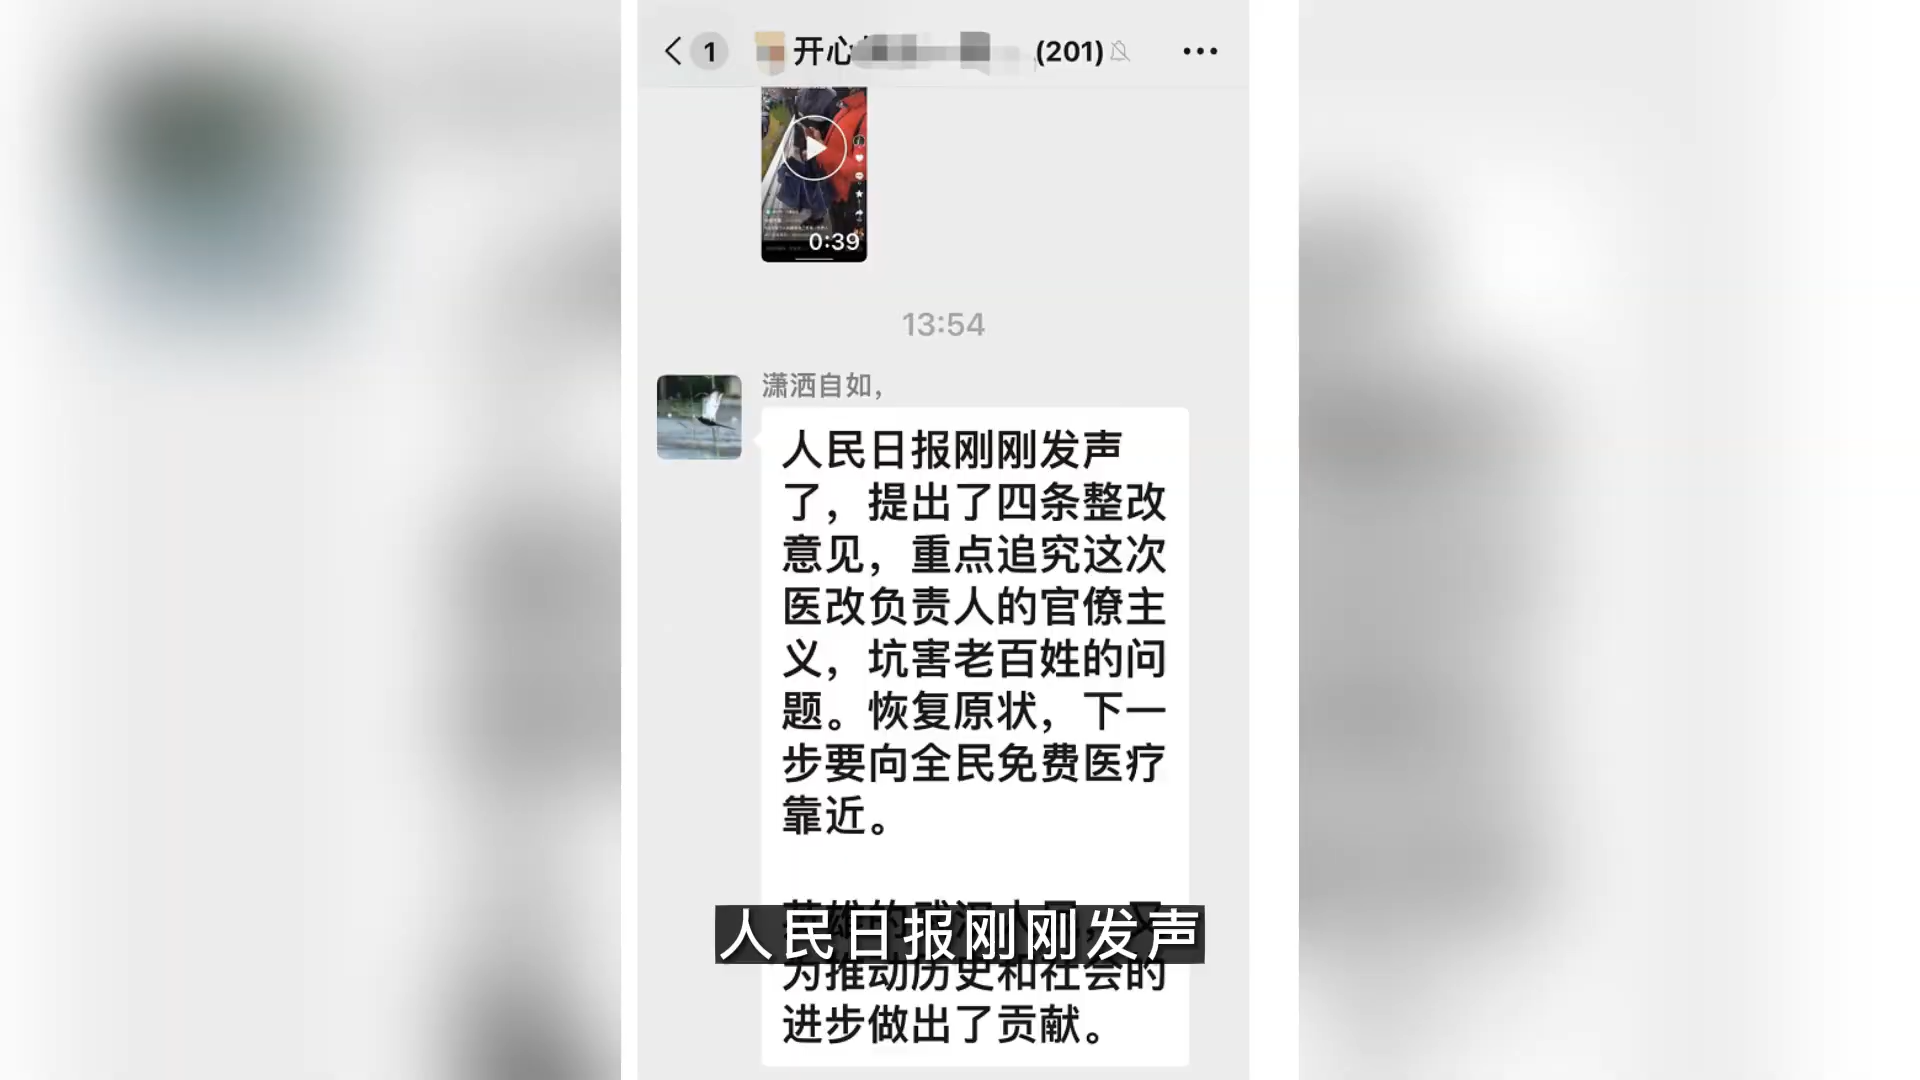 1
开心
(201)
0:39
13:54
潇洒自如，
人民日报刚刚发声
了，提出了四条整改
意见，重点追究这次
医改负责人的官僚主
义，坑害老百姓的问
题。恢复原状，下一
步要向全民免费医疗
靠近。
人民日报刚刚发声
为推动历史和社会的
进步做出了贡献。